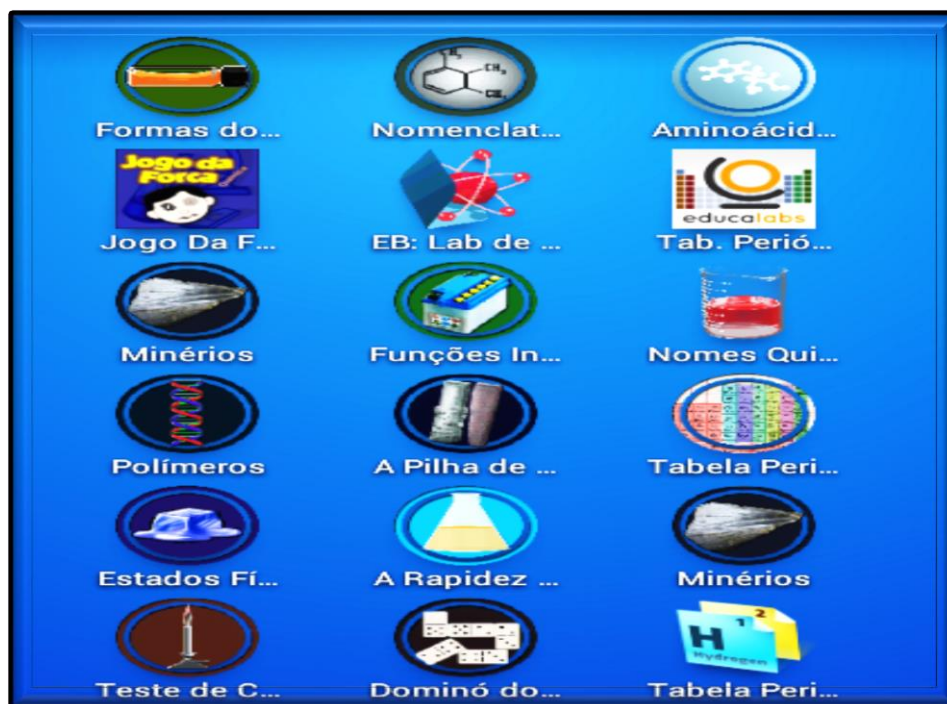 Formas do...
Nomenclat...
Aminoácid...
Jogo da
Força
educalabs
Jogo Da F...
EB: Lab de ...
Tab. Perió...
Minérios
Funções In...
Nomes Qui...
Polímeros
A Pilha de ...
Tabela Peri...
Estados Fí...
A Rapidez ...
Minérios
1
2
H
Hydrogen
Teste de C...
Dominó do...
Tabela Peri...